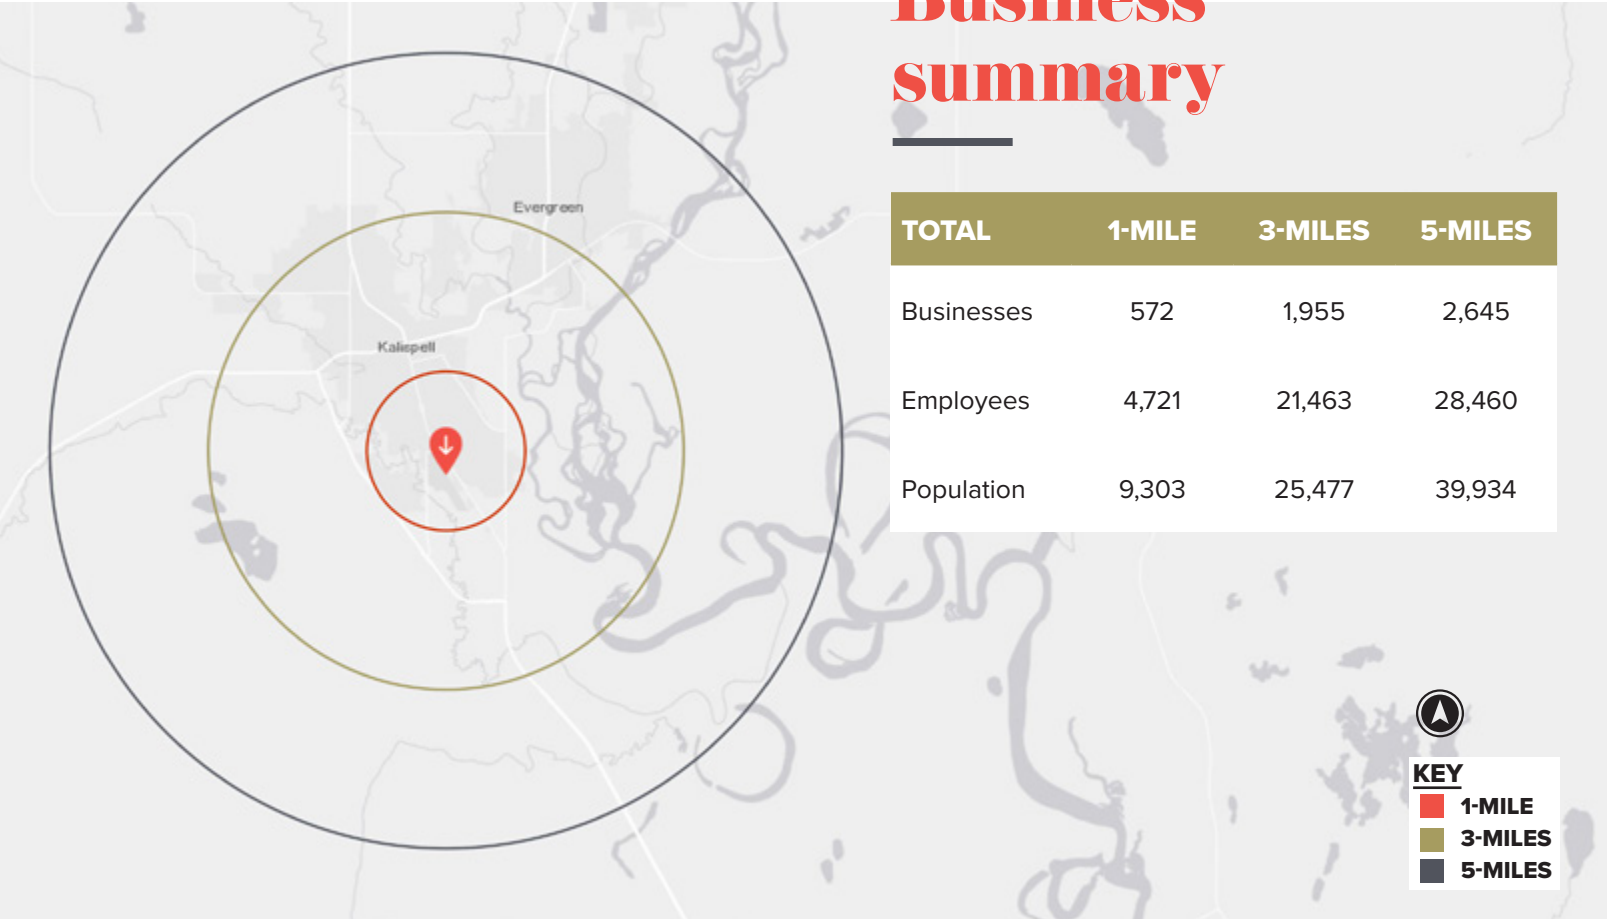 Business
summary
TOTAL 1-MILE 3-MILES 5-MILES
Businesses 572 1,955 2,645
Employees 4,721 21,463 28,460
Population 9,303 25,477 39,934
Evergreen
Kalispell
KEY
1-MILE
3-MILES
5-MILES